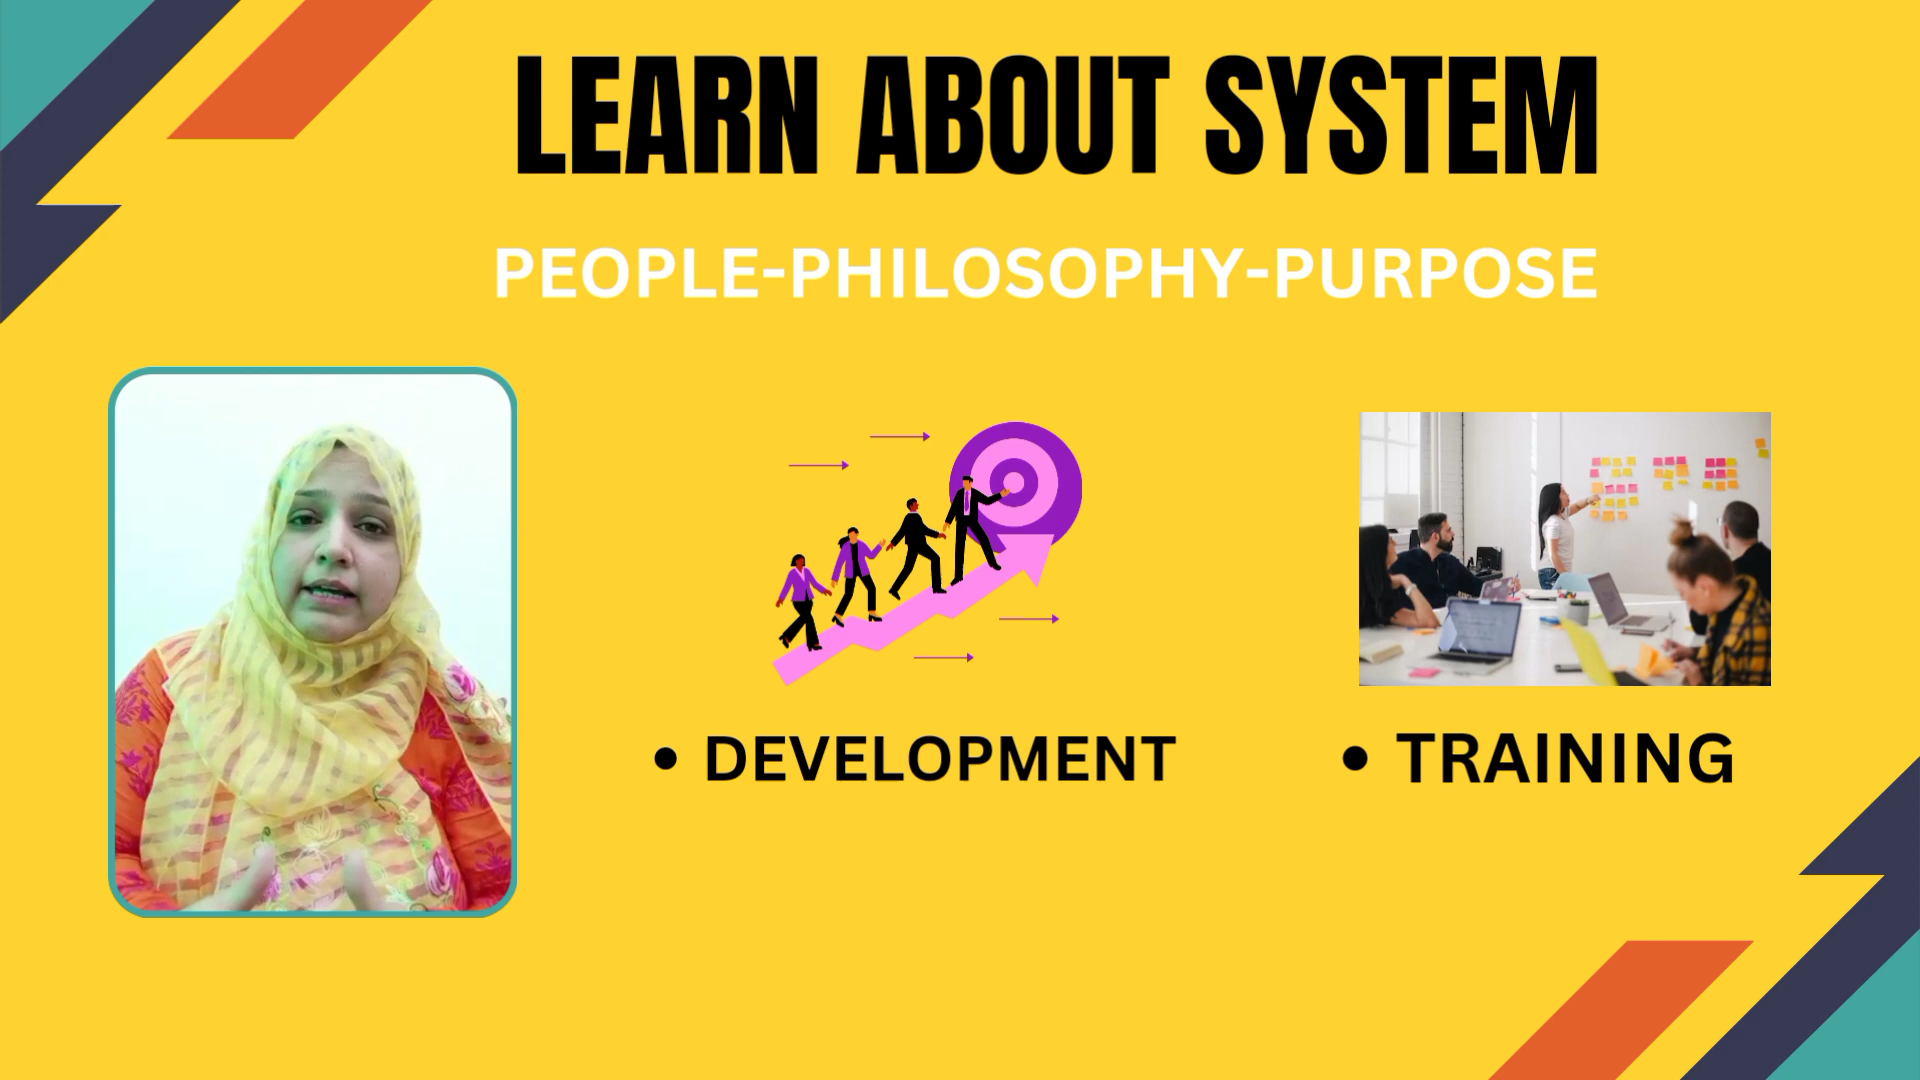 LEARN ABOUT SYSTEM
PEOPLE-PHILOSOPHY-PURPOSE
• DEVELOPMENT
• TRAINING